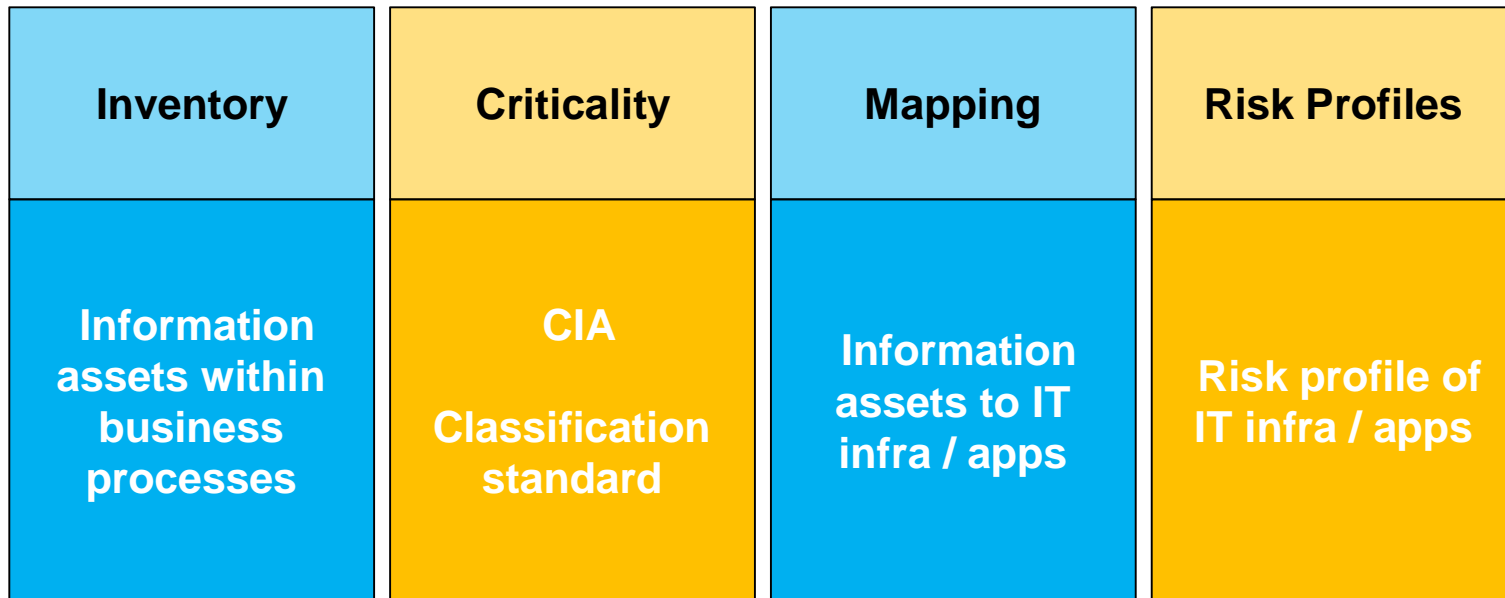 Inventory
Criticality
Mapping
Risk Profiles
Information
assets within
business
processes
CIA
Classification
standard
Information
assets to IT
infra / apps
Risk profile of
IT infra / apps